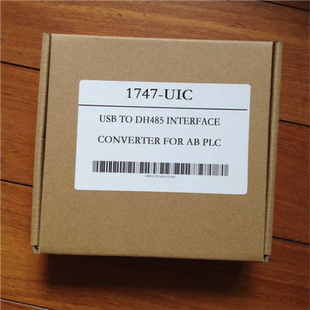 1747-UIC
USB TO DH485 INTERFACE
CONVERTER FOR AB PLC